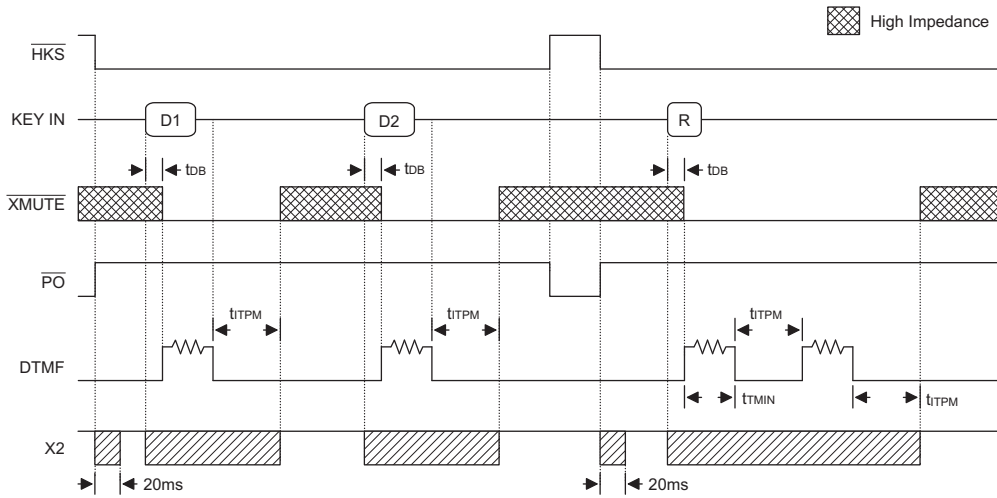 High Impedance
HKS
KEY IN D1 D2 R
tDB tDB tDB
XMUTE
PO
tITPM tITPM tITPM
DTMF
tTMIN tITPM
X2
20ms 20ms